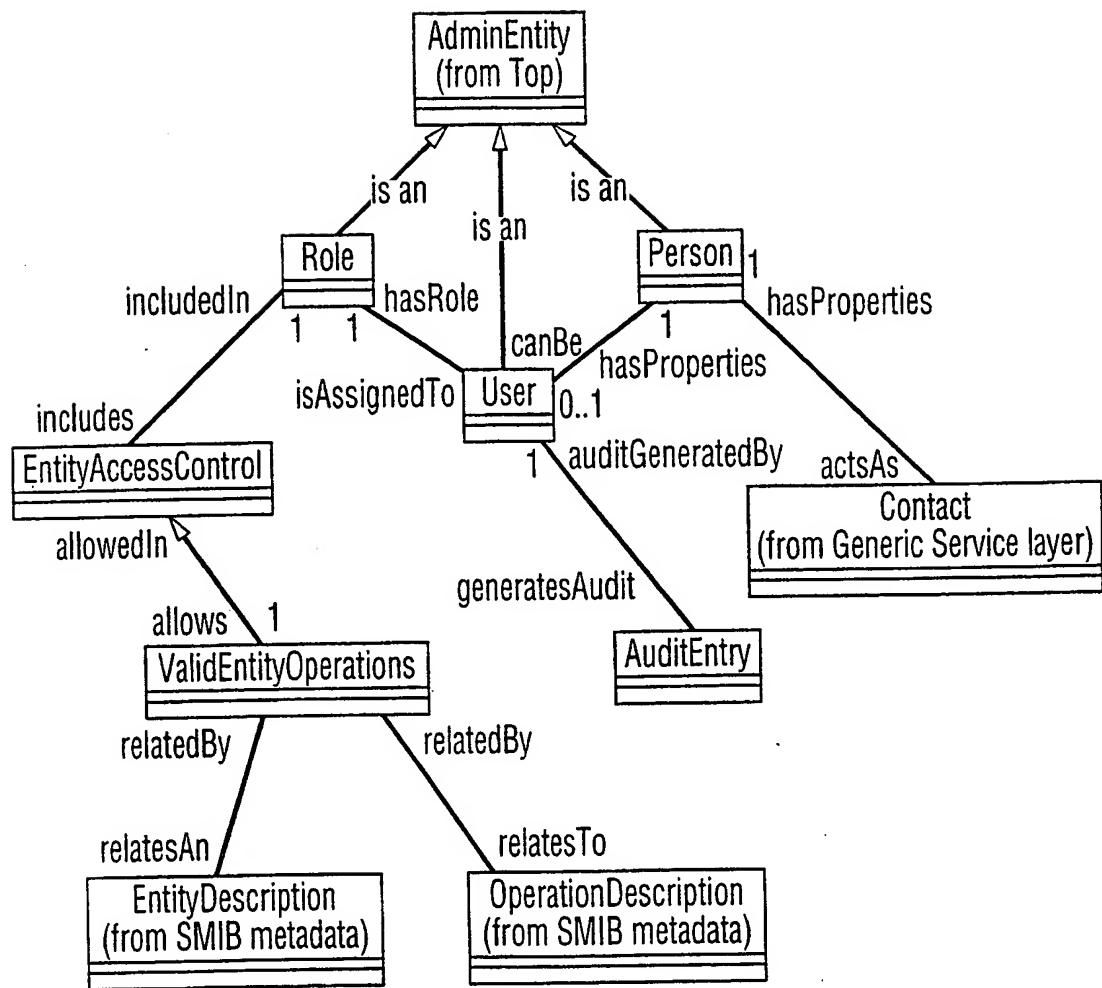 AdminEntity
(from Top)
is an
is an
is an
Role
Person
1
includedIn
hasRole
hasProperties
1
1
1
canBe
hasProperties
isAssignedTo
User
0..1
includes
EntityAccessControl
1
auditGeneratedBy
actsAs
Contact
(from Generic Service layer)
allowedIn
generatesAudit
allows
1
ValidEntityOperations
AuditEntry
relatedBy
relatedBy
relatesAn
relatesTo
EntityDescription
(from SMIB metadata)
OperationDescription
(from SMIB metadata)